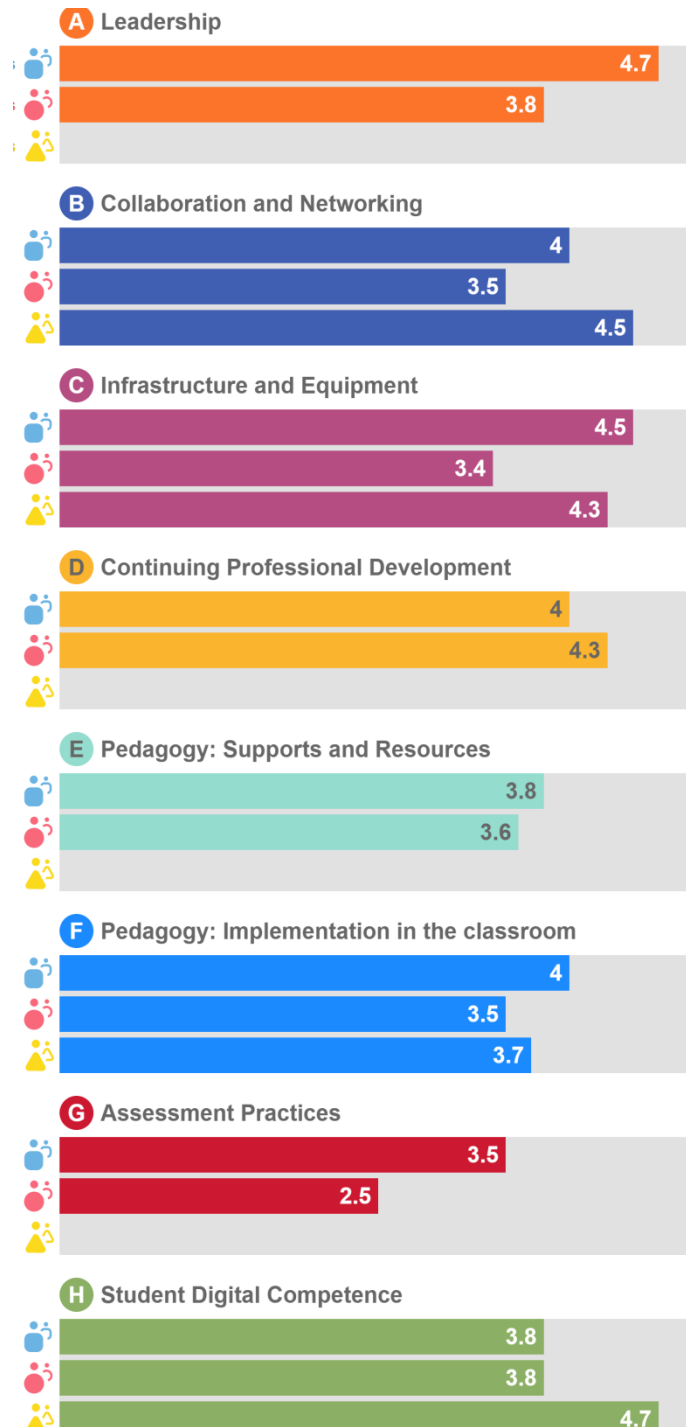 A Leadership
4.7
3.8
B Collaboration and Networking
4
3.5
4.5
C Infrastructure and Equipment
4.5
3.4
4.3
D Continuing Professional Development
4
4.3
E Pedagogy: Supports and Resources
3.8
3.6
F Pedagogy: Implementation in the classroom
4
3.5
3.7
G Assessment Practices
3.5
2.5
H Student Digital Competence
3.8
3.8
4.7